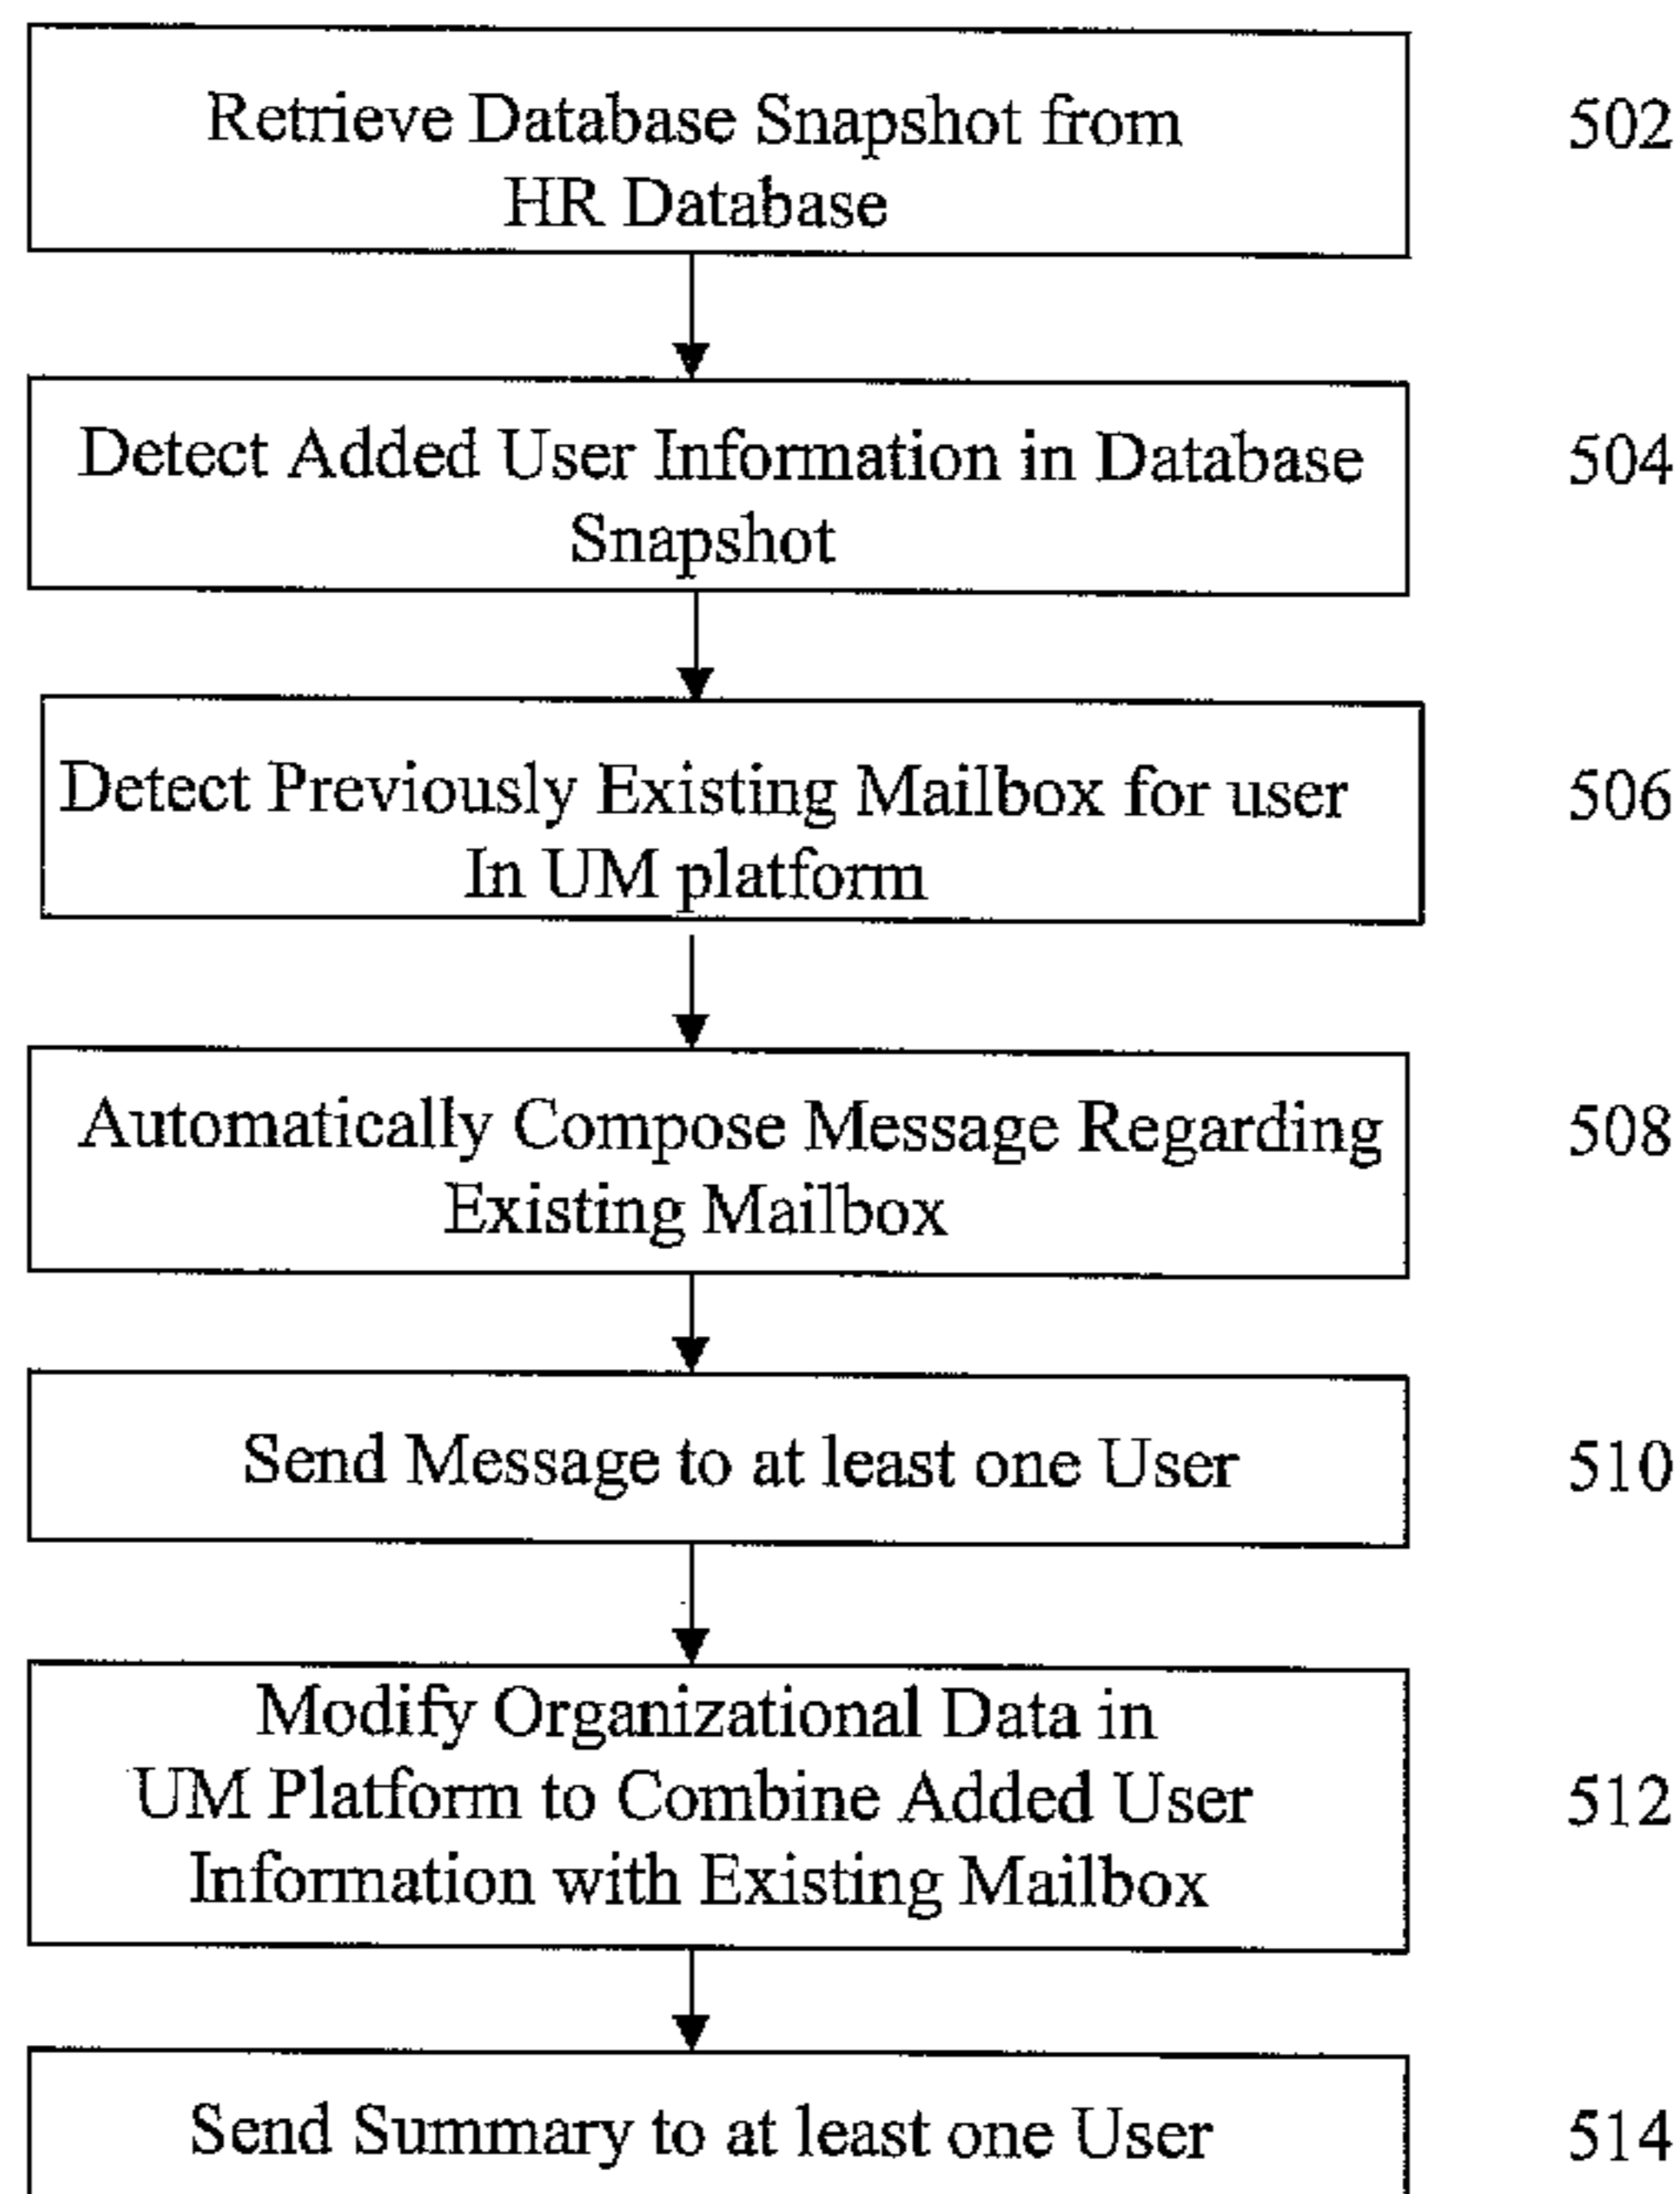 Retrieve Database Snapshot from
HR Database
502
Detect Added User Information in Database
Snapshot
504
Detect Previously Existing Mailbox for user
In UM platform
506
Automatically Compose Message Regarding
Existing Mailbox
508
Send Message to at least one User
510
Modify Organizational Data in
UM Platform to Combine Added User
Information with Existing Mailbox
512
Send Summary to at least one User
514